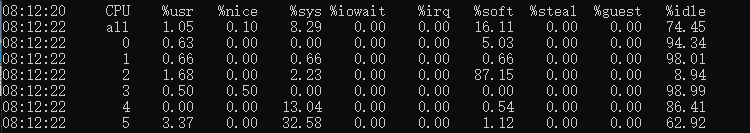 08:12:20 CPU %usr %nice %sys %iowait %irq %soft %steal %guest %idle
08:12:22 all 1.05 0.10 8.29 0.00 0.00 16.11 0.00 0.00 74.45
08:12:22 0 0.63 0.00 0.00 0.00 0.00 5.03 0.00 0.00 94.34
08:12:22 1 0.66 0.00 0.66 0.00 0.00 0.66 0.00 0.00 98.01
08:12:22 2 1.68 0.00 2.23 0.00 0.00 87.15 0.00 0.00 8.94
08:12:22 3 0.50 0.50 0.00 0.00 0.00 0.00 0.00 0.00 98.99
08:12:22 4 0.00 0.00 13.04 0.00 0.00 0.54 0.00 0.00 86.41
08:12:22 5 3.37 0.00 32.58 0.00 0.00 1.12 0.00 0.00 62.92